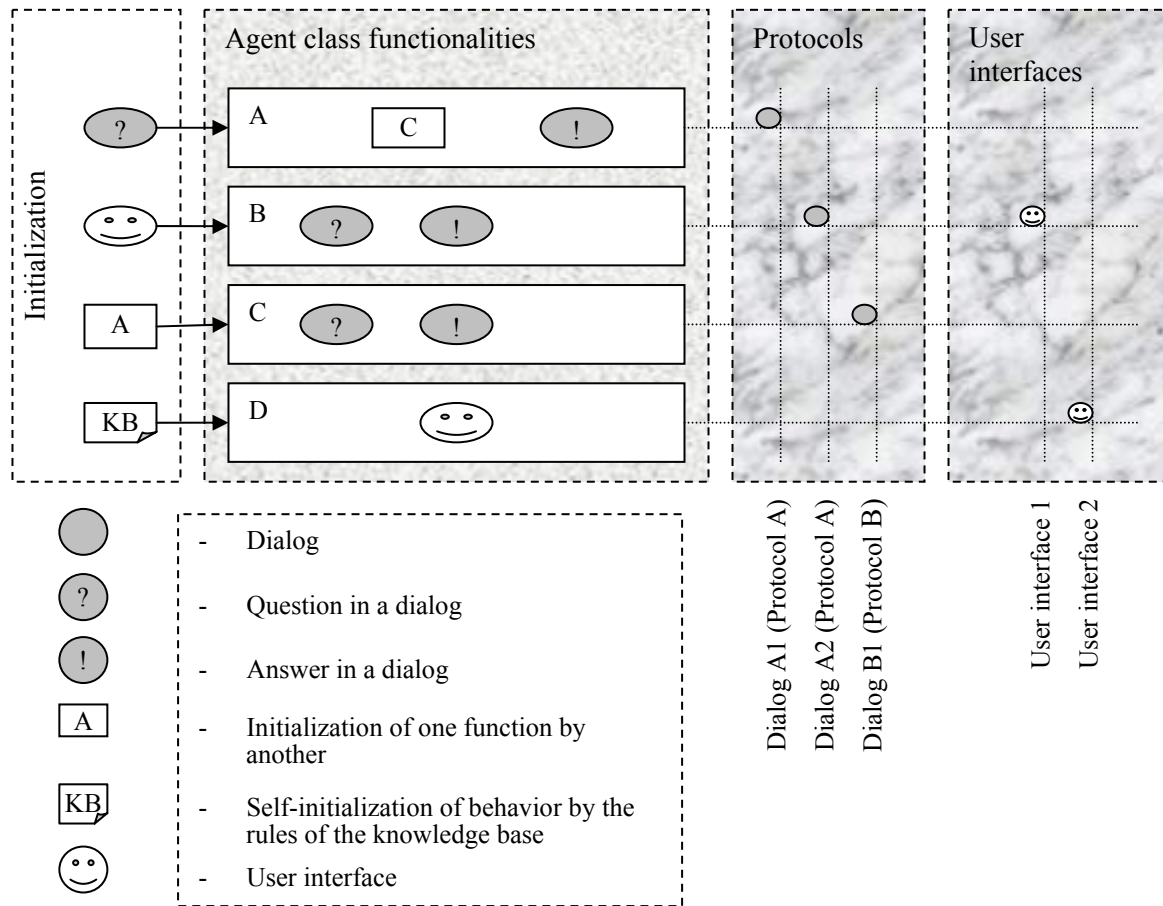 Agent class functionalities
Protocols
User
interfaces
Initialization
?
A
C
!
B
?
!
A
C
?
!
KB
D
Dialog A1 (Protocol A)
Dialog A2 (Protocol A)
Dialog B1 (Protocol B)
User interface 1
User interface 2
- Dialog
? - Question in a dialog
! - Answer in a dialog
A - Initialization of one function by
another
KB - Self-initialization of behavior by the
rules of the knowledge base
- User interface